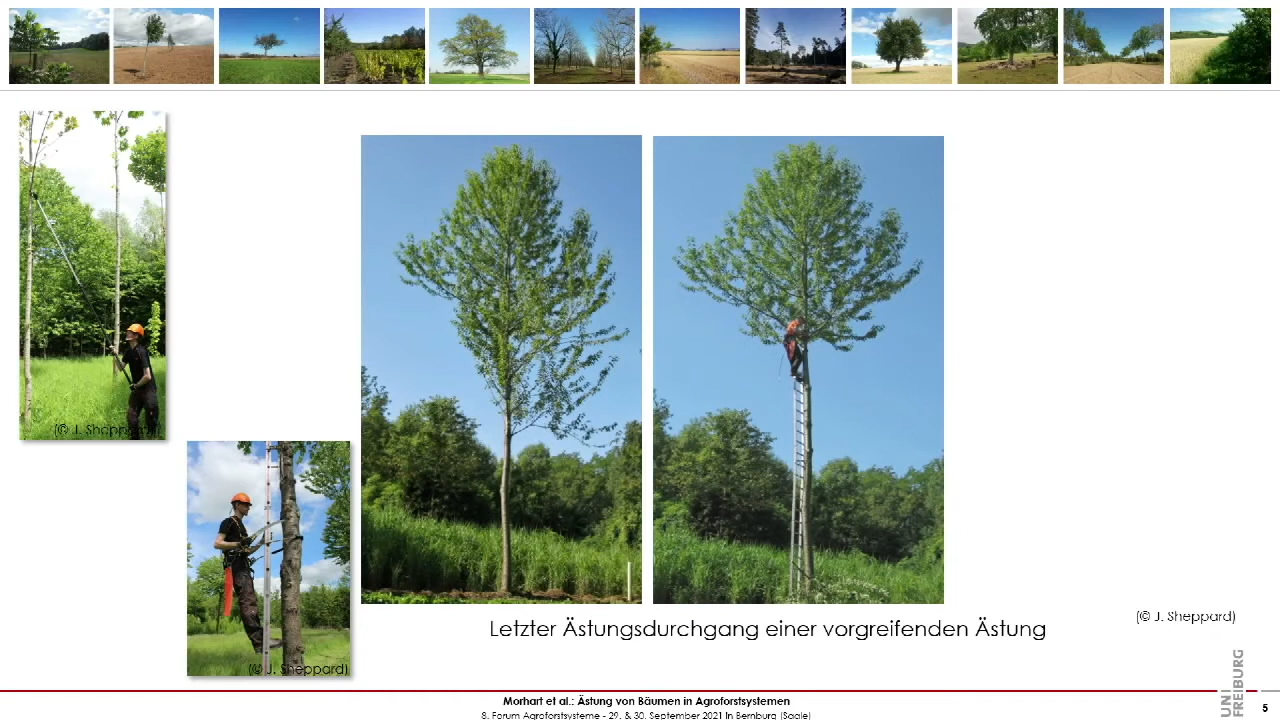 (© J. Sheppard)
(© J. Sheppard)
Letzter Ästungsdurchgang einer vorgreifenden Ästung
(© J. Sheppard)
Morhart et al.: Ästung von Bäumen in Agroforstsystemen
8. Forum Agroforstsysteme - 29. & 30. September 2021 in Bernburg (Saale)
UNI
FREIBURG
5